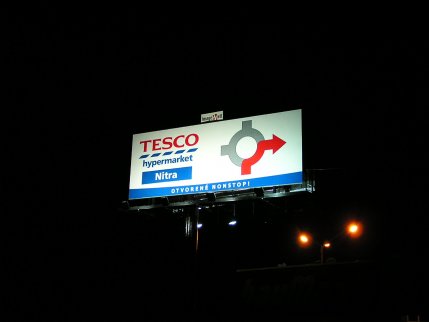 TESCO
hypermarket
Nitra
OTVORENÉ NONSTOP!